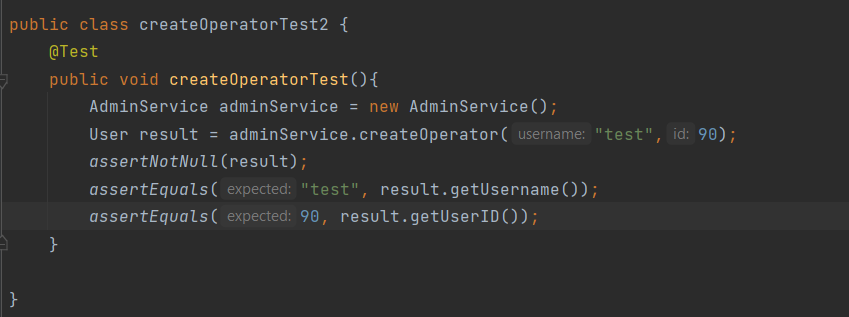 public class createOperatorTest2 {
@Test
public void createOperatorTest(){
AdminService adminService = new AdminService();
User result = adminService.createOperator( username: "test", id: 90);
assertNotNull(result);
assertEquals( expected: "test", result.getUsername());
assertEquals( expected: 90, result.getUserID());
}
}